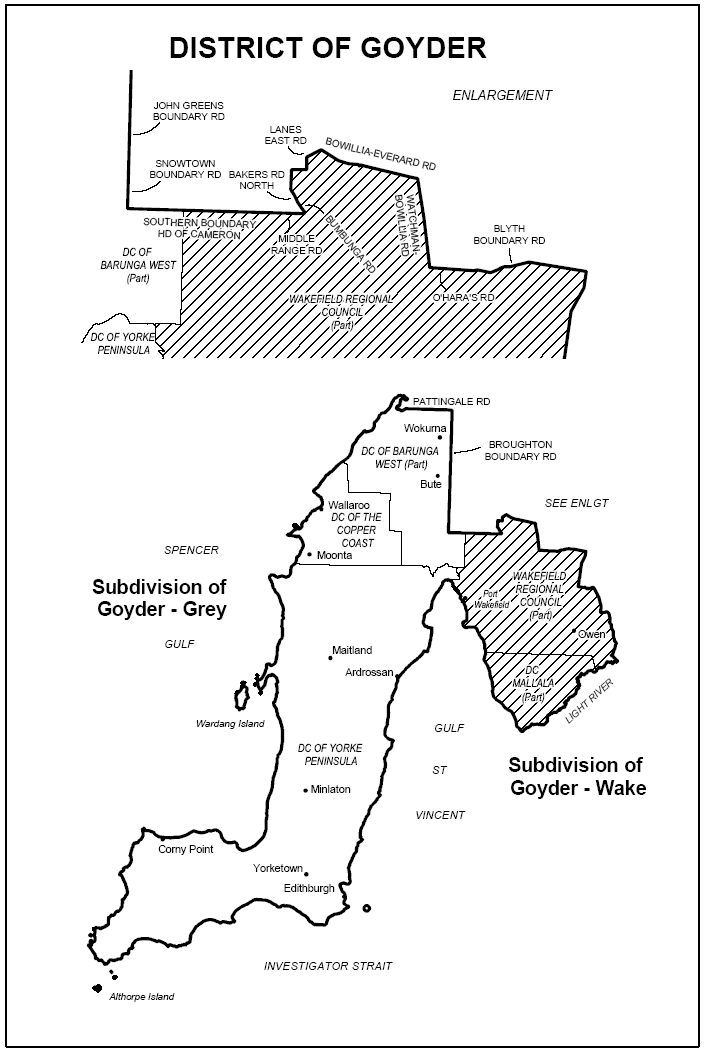 DISTRICT OF GOYDER
ENLARGEMENT
JOHN GREENS
BOUNDARY RD
LANES
EAST RD
BOWILLIA-EVERARD RD
SNOWTOWN
BOUNDARY RD
BAKERS RD
NORTH
WATCHMAN-
BOWILLIA RD
SOUTHERN BOUNDARY
HD OF CAMERON
BUMBUNGA RD
MIDDLE
RANGE RD
BLYTH
BOUNDARY RD
DC OF
BARUNGA WEST
(Part)
O'HARA'S RD
WAKEFIELD REGIONAL
COUNCIL
(Part)
DC OF YORKE
PENINSULA
PATTINGALE RD
Wokurna
DC OF BARUNGA
WEST (Part)
BROUGHTON
BOUNDARY RD
Bute
SEE ENLGT
Wallaroo
DC OF THE
COPPER
COAST
Moonta
SPENCER
Subdivision of
Goyder - Grey
GULF
WAKEFIELD
REGIONAL
COUNCIL
(Part)
Port
Wakefield
Owen
Maitland
Ardrossan
DC
MALLALA
(Part)
LIGHT RIVER
Wardang Island
GULF
ST
VINCENT
DC OF YORKE
PENINSULA
Subdivision of
Goyder - Wake
Minlaton
Corny Point
Yorketown
Edithburgh
INVESTIGATOR STRAIT
Althorpe Island